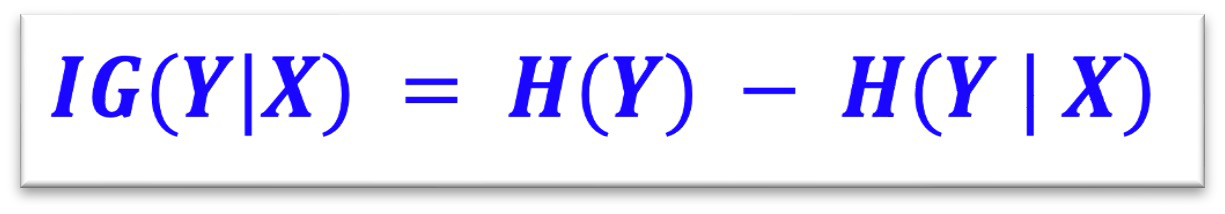 IG(Y|X) = H(Y) − H(Y | X)